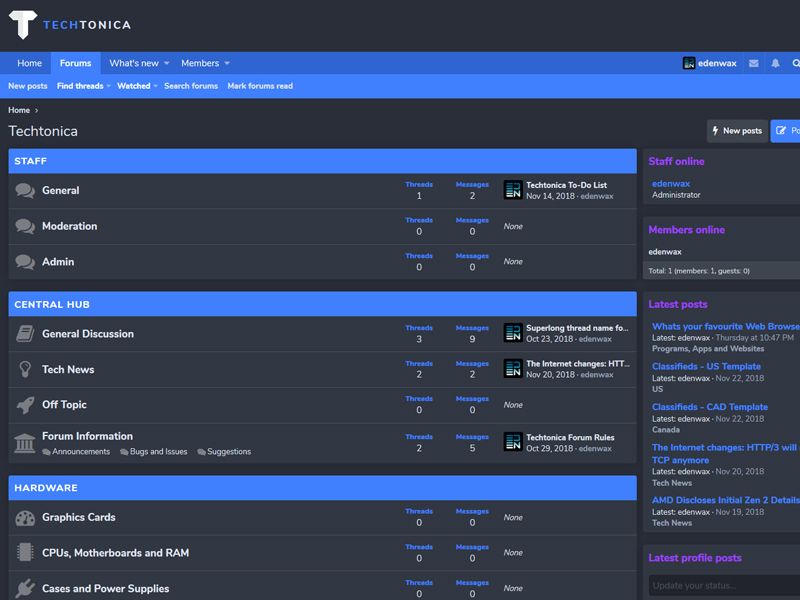 TECHTONICA
Home Forums What's new Members edenwax
New posts Find threads Watched Search forums Mark forums read
Home
Techtonica
New posts
STAFF
General
Threads
1
Messages
2
Techtonica To-Do List
Nov 14, 2018 · edenwax
Moderation
Threads
0
Messages
0
None
Admin
Threads
0
Messages
0
None
CENTRAL HUB
General Discussion
Threads
3
Messages
9
Superlong thread name fo...
Oct 23, 2018 · edenwax
Tech News
Threads
2
Messages
2
The Internet changes: HTT...
Nov 20, 2018 · edenwax
Off Topic
Threads
0
Messages
0
None
Forum Information
Announcements Bugs and Issues Suggestions
Threads
2
Messages
5
Techtonica Forum Rules
Oct 29, 2018 · edenwax
HARDWARE
Graphics Cards
Threads
0
Messages
0
None
CPUs, Motherboards and RAM
Threads
0
Messages
0
None
Cases and Power Supplies
Threads
0
Messages
0
None
Staff online
edenwax
Administrator
Members online
edenwax
Total: 1 (members: 1, guests: 0)
Latest posts
Whats your favourite Web Browse
Latest: edenwax · Thursday at 10:47 PM
Programs, Apps and Websites
Classifieds - US Template
Latest: edenwax · Nov 22, 2018
US
Classifieds - CAD Template
Latest: edenwax · Nov 22, 2018
Canada
The Internet changes: HTTP/3 will
TCP anymore
Latest: edenwax · Nov 20, 2018
Tech News
AMD Discloses Initial Zen 2 Details
Latest: edenwax · Nov 19, 2018
Tech News
Latest profile posts
Update your status...